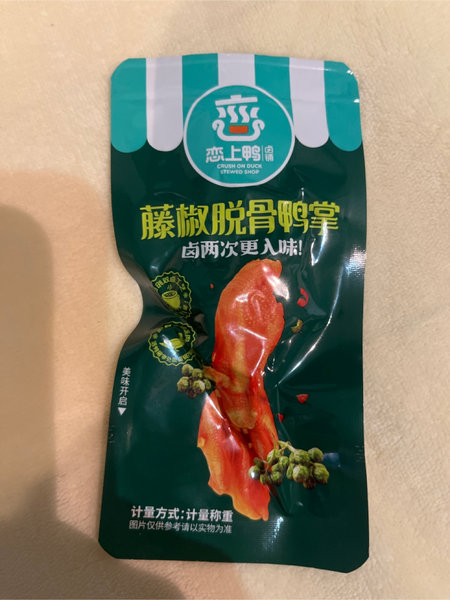 恋上鸭 卤铺
CRUSH ON DUCK
STEWED SHOP
藤椒脱骨鸭掌
卤两次更入味!
美味开启
计量方式:计量称重
图片仅供参考请以实物为准